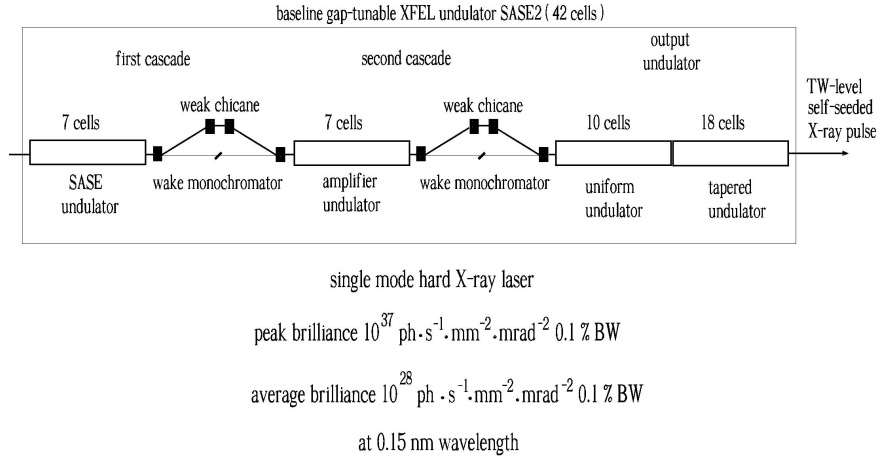 baseline gap-tunable XFEL undulator SASE2 ( 42 cells )
first cascade
second cascade
output
undulator
weak chicane
weak chicane
7 cells
7 cells
10 cells
18 cells
TW-level
self-seeded
X-ray pulse
SASE
undulator
wake monochromator
amplifier
undulator
wake monochromator
uniform
undulator
tapered
undulator
single mode hard X-ray laser
peak brilliance 10^37 ph·s^-1·mm^-2·mrad^-2 0.1 % BW
average brilliance 10^28 ph ·s^-1·mm^-2·mrad^-2 0.1 % BW
at 0.15 nm wavelength